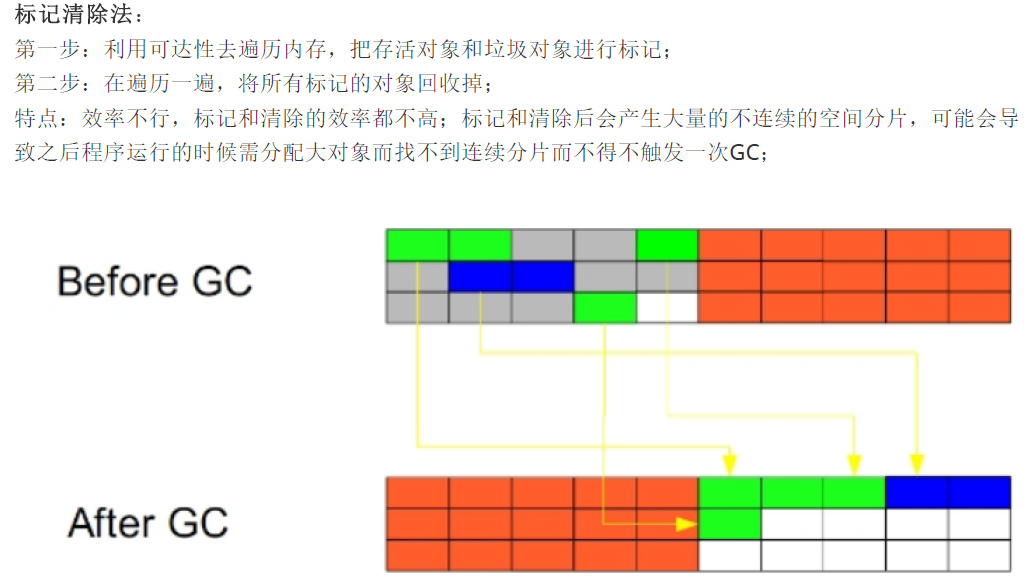 标记清除法：
第一步：利用可达性去遍历内存，把存活对象和垃圾对象进行标记；
第二步：在遍历一遍，将所有标记的对象回收掉；
特点：效率不行，标记和清除的效率都不高；标记和清除后会产生大量的不连续的空间分片，可能会导
致之后程序运行的时候需分配大对象而找不到连续分片而不得不触发一次GC；
Before GC
After GC